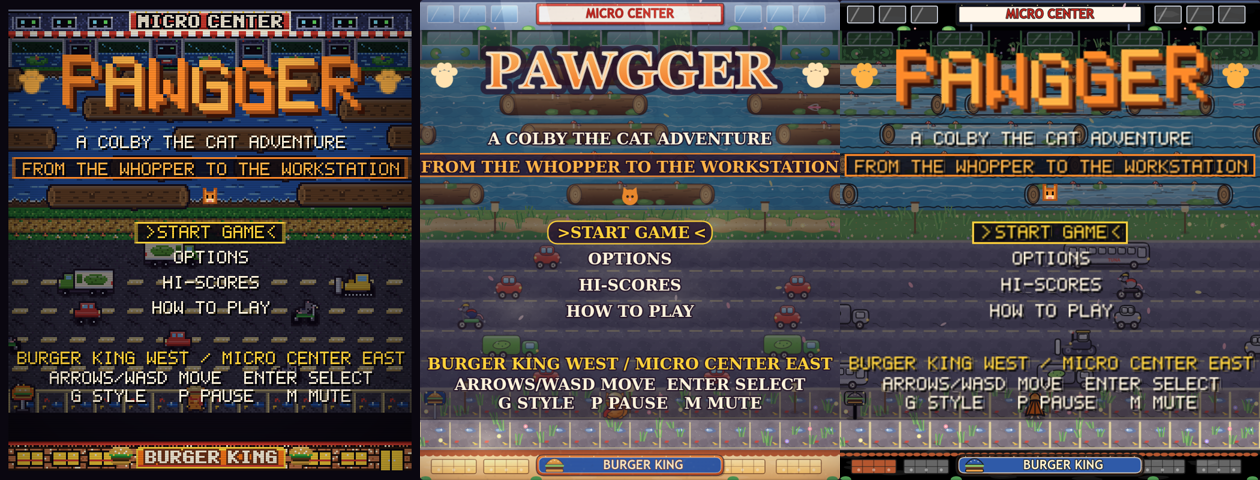 MICRO CENTER
PAWGGER
A COLBY THE CAT ADVENTURE
FROM THE WHOPPER TO THE WORKSTATION
>START GAME<
OPTIONS
HI-SCORES
HOW TO PLAY
BURGER KING WEST / MICRO CENTER EAST
ARROWS/WASD MOVE ENTER SELECT
G STYLE P PAUSE M MUTE
BURGER KING
MICRO CENTER
PAWGGER
A COLBY THE CAT ADVENTURE
FROM THE WHOPPER TO THE WORKSTATION
>START GAME<
OPTIONS
HI-SCORES
HOW TO PLAY
BURGER KING WEST / MICRO CENTER EAST
ARROWS/WASD MOVE ENTER SELECT
G STYLE P PAUSE M MUTE
BURGER KING
MICRO CENTER
PAWGGER
A COLBY THE CAT ADVENTURE
FROM THE WHOPPER TO THE WORKSTATION
>START GAME<
OPTIONS
HI-SCORES
HOW TO PLAY
BURGER KING WEST / MICRO CENTER EAST
ARROWS/WASD MOVE ENTER SELECT
G STYLE P PAUSE M MUTE
BURGER KING